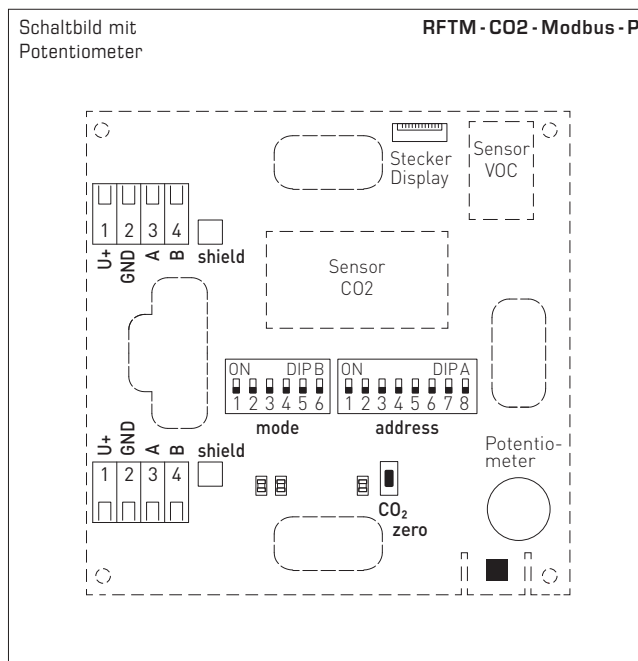 Schaltbild mit
Potentiometer
RFTM - CO2 - Modbus - P
Stecker
Display
Sensor
VOC
1 2 3 4
U+ GND A B shield
Sensor
CO2
ON DIP B
1 2 3 4 5 6
mode
ON DIP A
1 2 3 4 5 6 7 8
address
U+ GND A B shield
1 2 3 4
Potentio-
meter
CO₂
zero